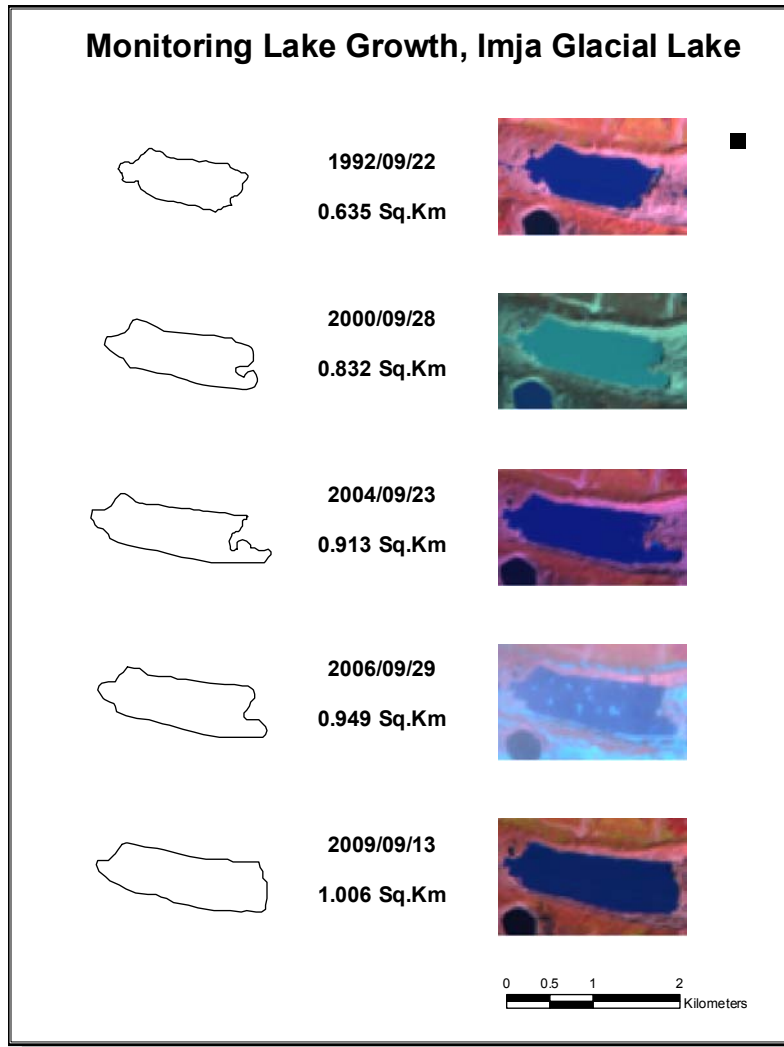 Monitoring Lake Growth, Imja Glacial Lake
1992/09/22
0.635 Sq.Km
2000/09/28
0.832 Sq.Km
2004/09/23
0.913 Sq.Km
2006/09/29
0.949 Sq.Km
2009/09/13
1.006 Sq.Km
0 0.5 1 2
Kilometers